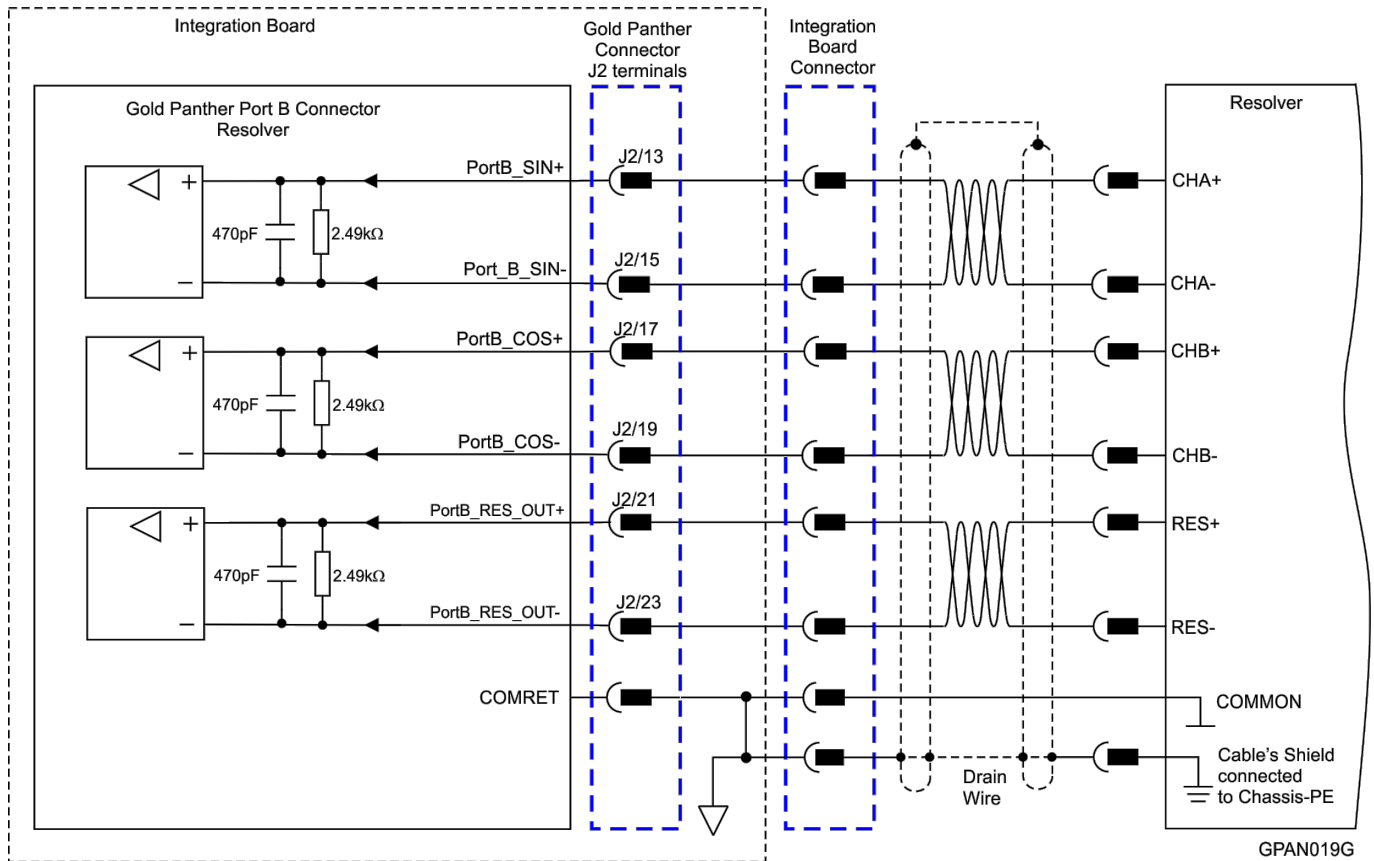 Integration Board
Gold Panther
Connector
J2 terminals
Integration
Board
Connector
Gold Panther Port B Connector
Resolver
Resolver
PortB_SIN+
J2/13
CHA+
470pF
2.49kΩ
Port_B_SIN-
J2/15
CHA-
PortB_COS+
J2/17
CHB+
470pF
2.49kΩ
PortB_COS-
J2/19
CHB-
PortB_RES_OUT+
J2/21
RES+
470pF
2.49kΩ
PortB_RES_OUT-
J2/23
RES-
COMRET
COMMON
Drain
Wire
Cable's Shield
connected
to Chassis-PE
GPAN019G